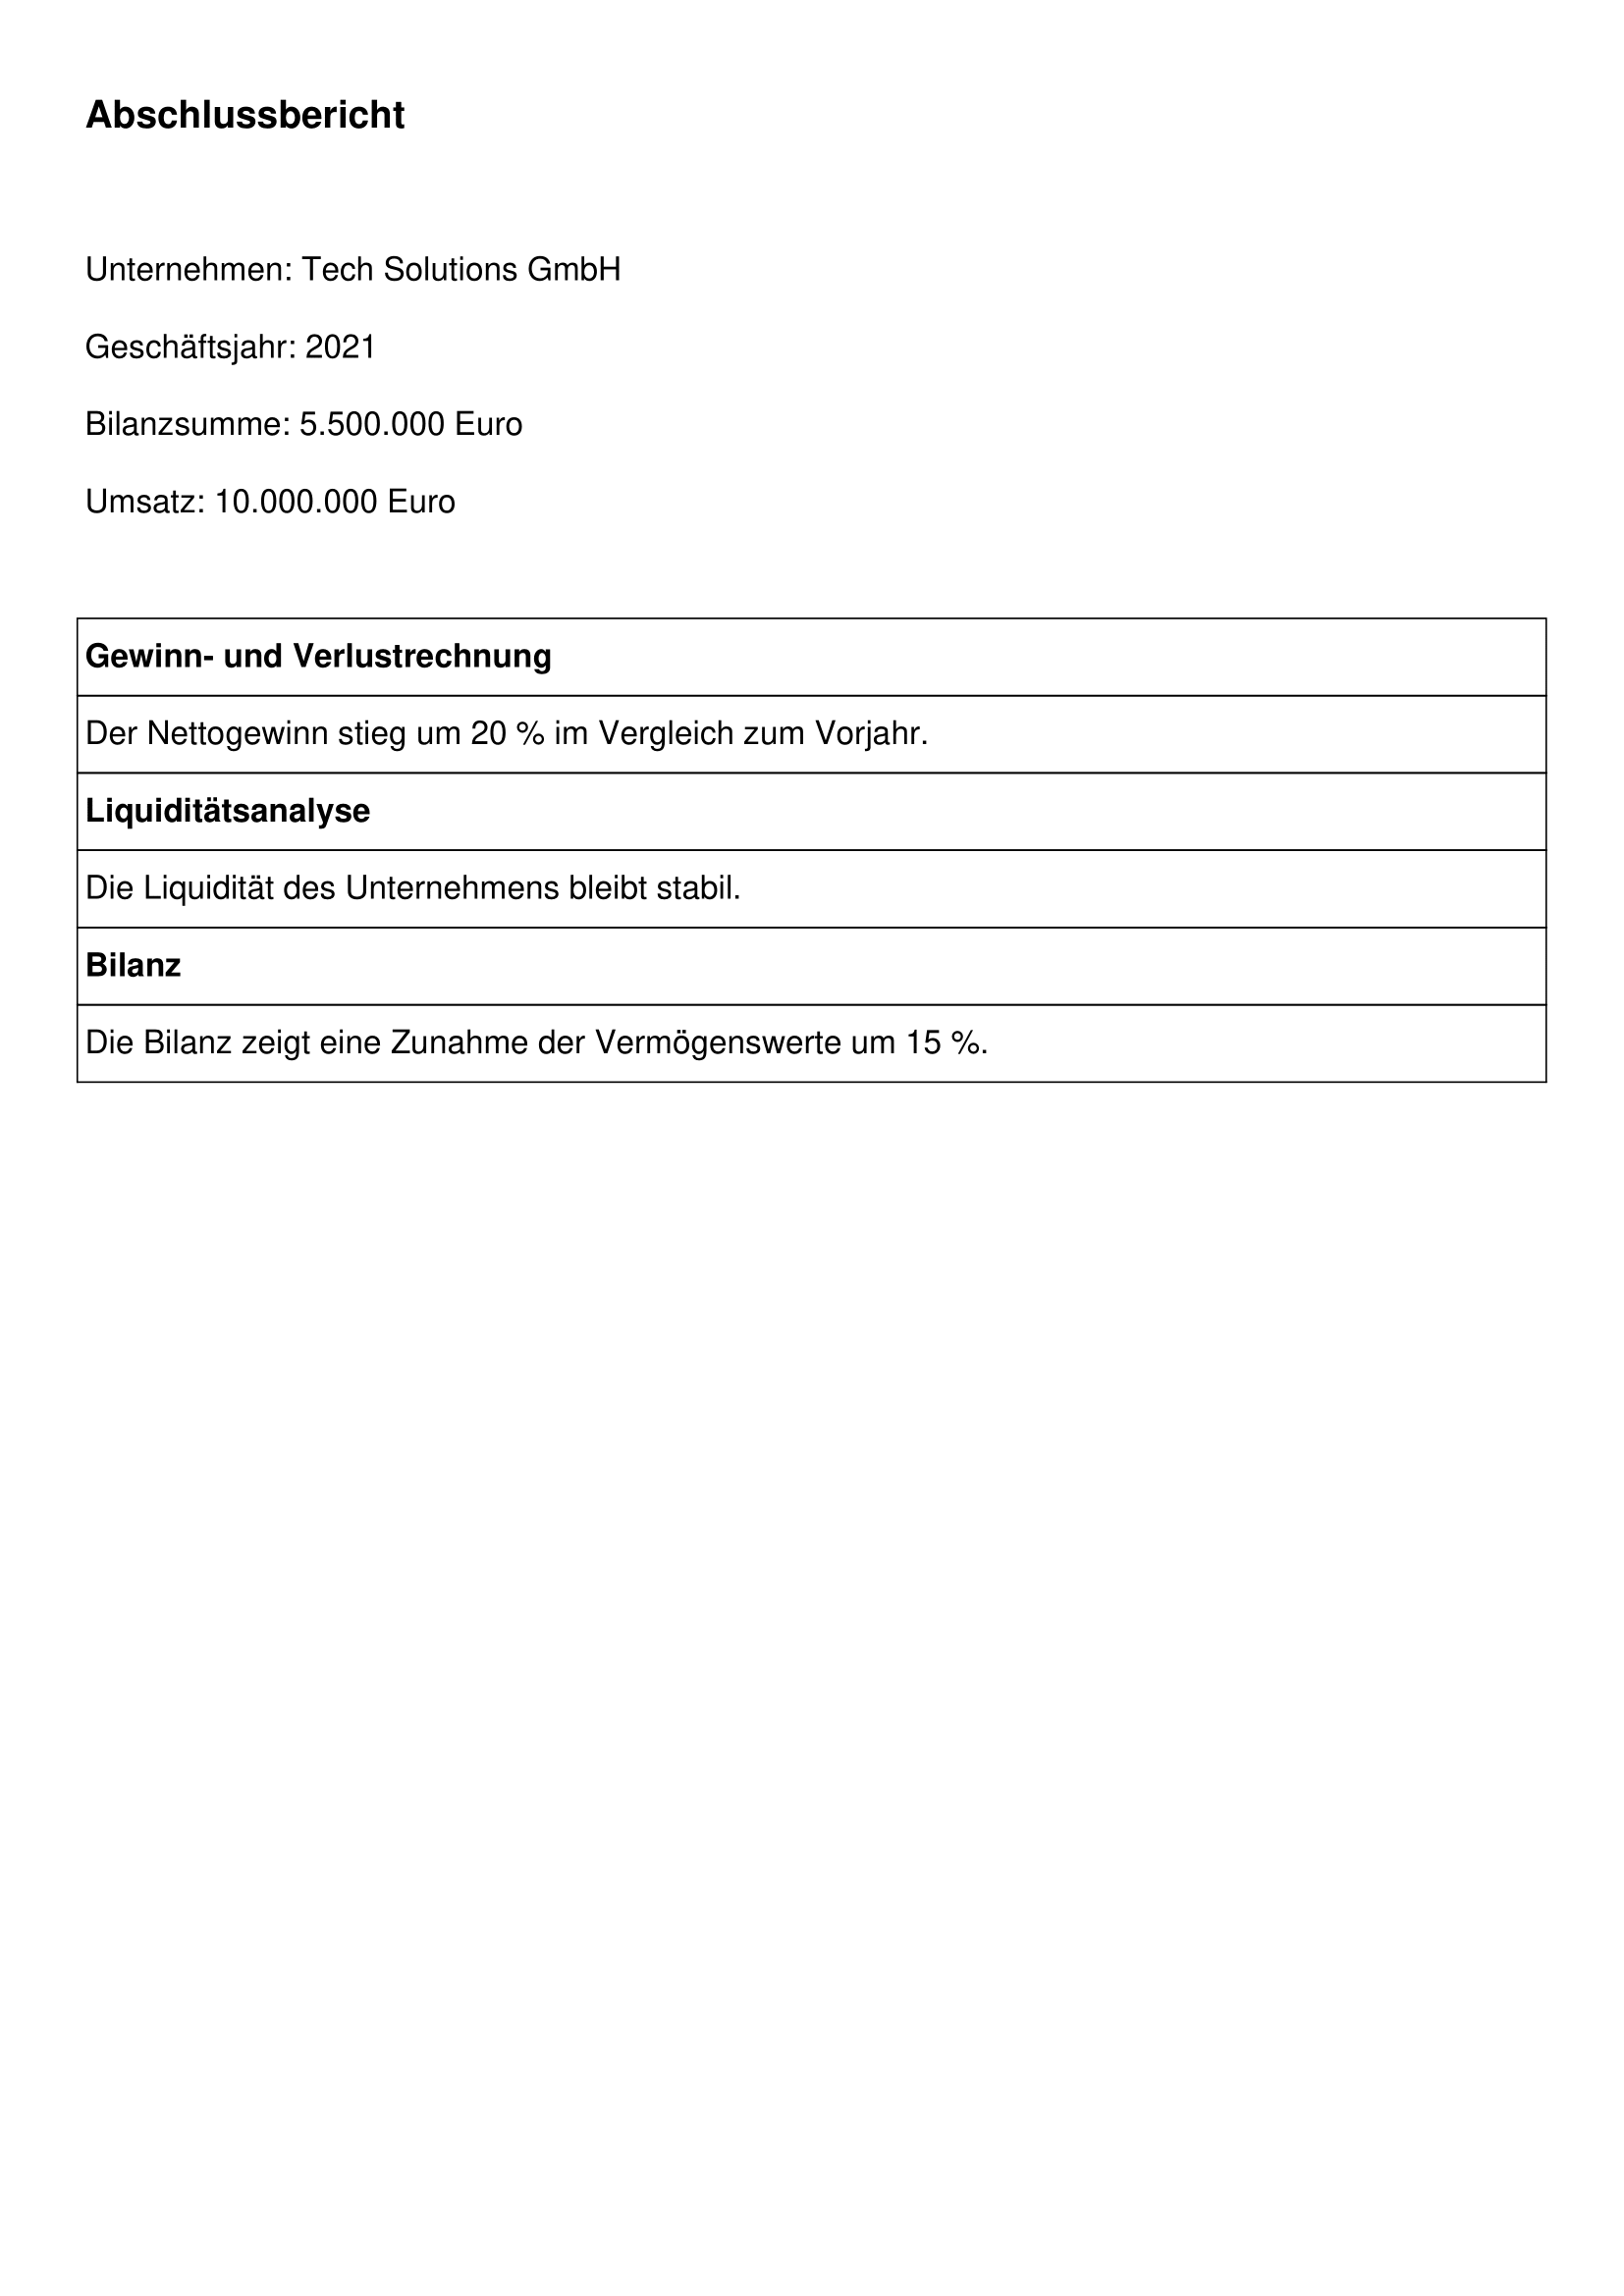 Abschlussbericht
Unternehmen: Tech Solutions GmbH
Geschäftsjahr: 2021
Bilanzsumme: 5.500.000 Euro
Umsatz: 10.000.000 Euro
Gewinn- und Verlustrechnung
Der Nettogewinn stieg um 20 % im Vergleich zum Vorjahr.
Liquiditätsanalyse
Die Liquidität des Unternehmens bleibt stabil.
Bilanz
Die Bilanz zeigt eine Zunahme der Vermögenswerte um 15 %.